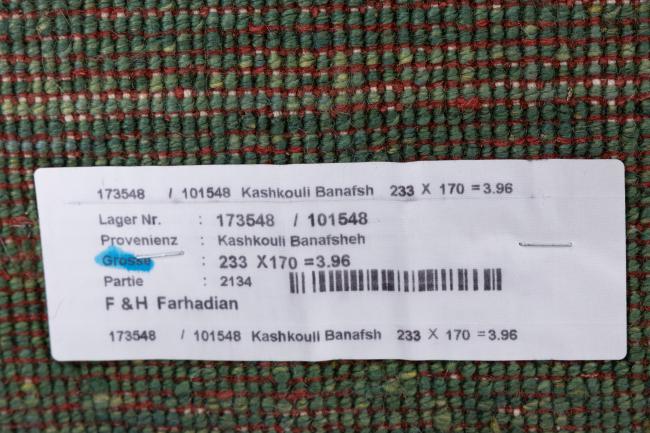 173548 / 101548 Kashkouli Banafsh 233 X 170 = 3.96
Lager Nr. : 173548 / 101548
Provenienz : Kashkouli Banafsheh
Grosse : 233 X 170 = 3.96
Partie : 2134
F & H Farhadian
173548 / 101548 Kashkouli Banafsh 233 X 170 = 3.96